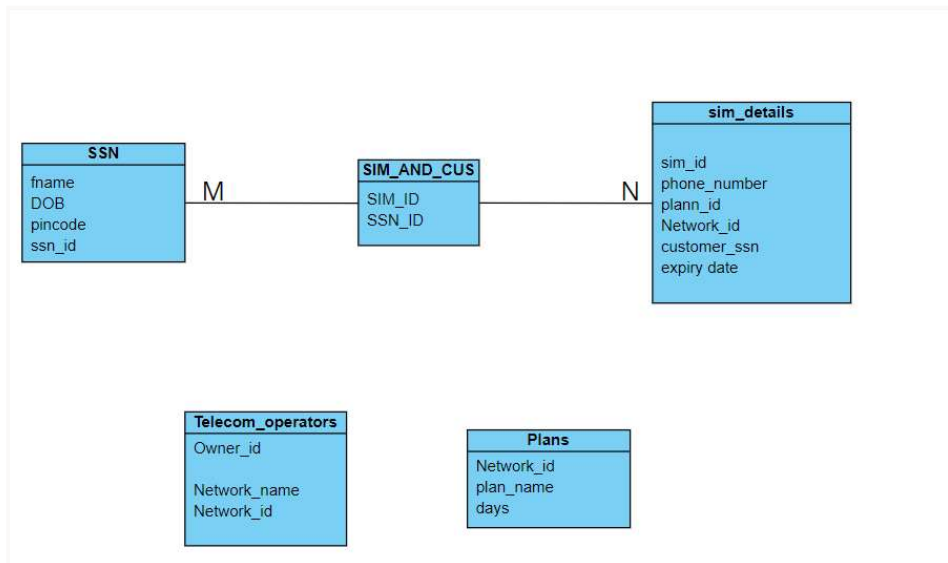 SSN
fname
DOB
pincode
ssn_id
M
SIM_AND_CUS
SIM_ID
SSN_ID
N
sim_details
sim_id
phone_number
plann_id
Network_id
customer_ssn
expiry date
Telecom_operators
Owner_id
Network_name
Network_id
Plans
Network_id
plan_name
days